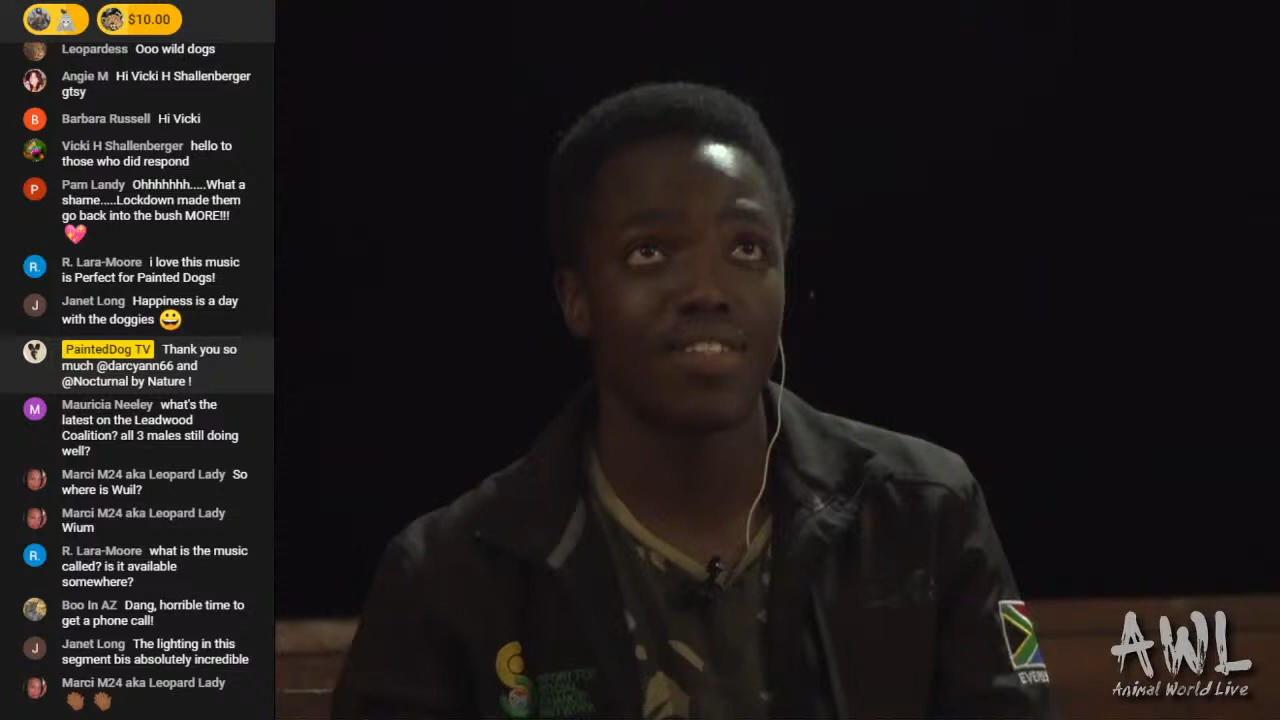 $10.00
Leopardess Ooo wild dogs
Angie M Hi Vicki H Shallenberger
gtsy
B
Barbara Russell Hi Vicki
Vicki H Shallenberger hello to
those who did respond
P
Pam Landy Ohhhhhhh.....What a
shame.....Lockdown made them
go back into the bush MORE!!!
R.
R. Lara-Moore i love this music
is Perfect for Painted Dogs!
J
Janet Long Happiness is a day
with the doggies
PaintedDog TV Thank you so
much @darcyann66 and
@Nocturnal by Nature !
M
Mauricia Neeley what's the
latest on the Leadwood
Coalition? all 3 males still doing
well?
Marci M24 aka Leopard Lady So
where is Wuil?
Marci M24 aka Leopard Lady
Wium
R.
R. Lara-Moore what is the music
called? is it available
somewhere?
Boo In AZ Dang, horrible time to
get a phone call!
J
Janet Long The lighting in this
segment bis absolutely incredible
Marci M24 aka Leopard Lady
AWL
Animal World Live